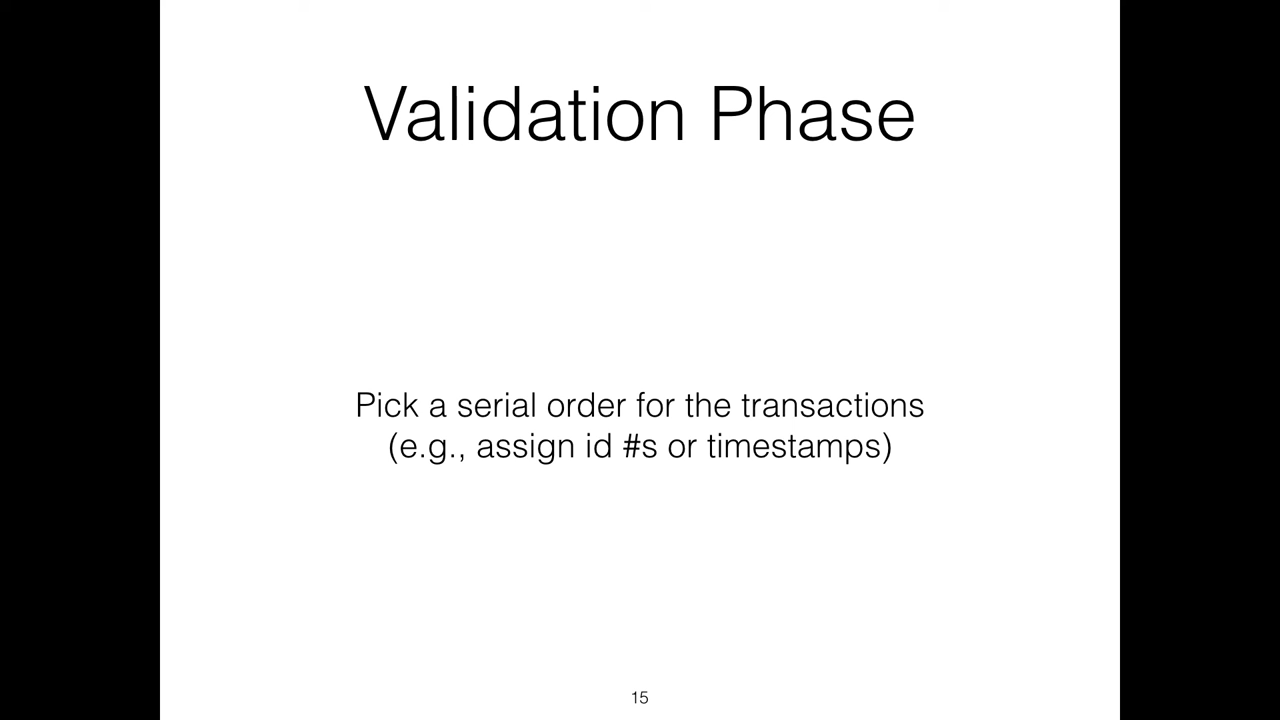 Validation Phase
Pick a serial order for the transactions
(e.g., assign id #s or timestamps)
15